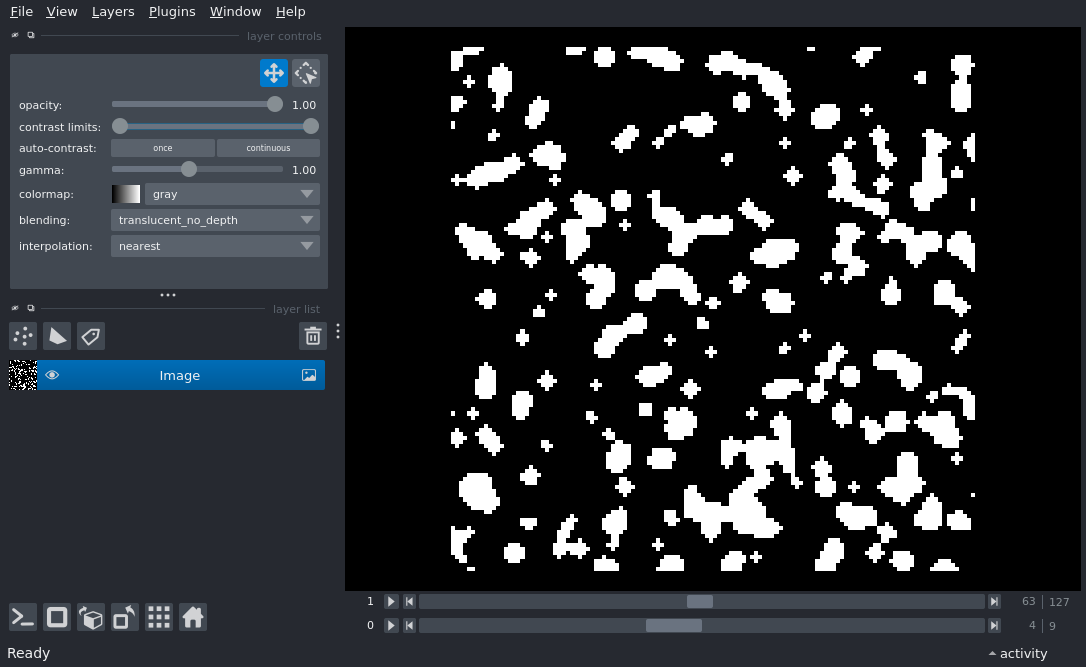 File View Layers Plugins Window Help
layer controls
opacity: 1.00
contrast limits:
auto-contrast: once continuous
gamma: 1.00
colormap: gray
blending: translucent_no_depth
interpolation: nearest
layer list
Image
1 63 127
0 4 9
Ready activity